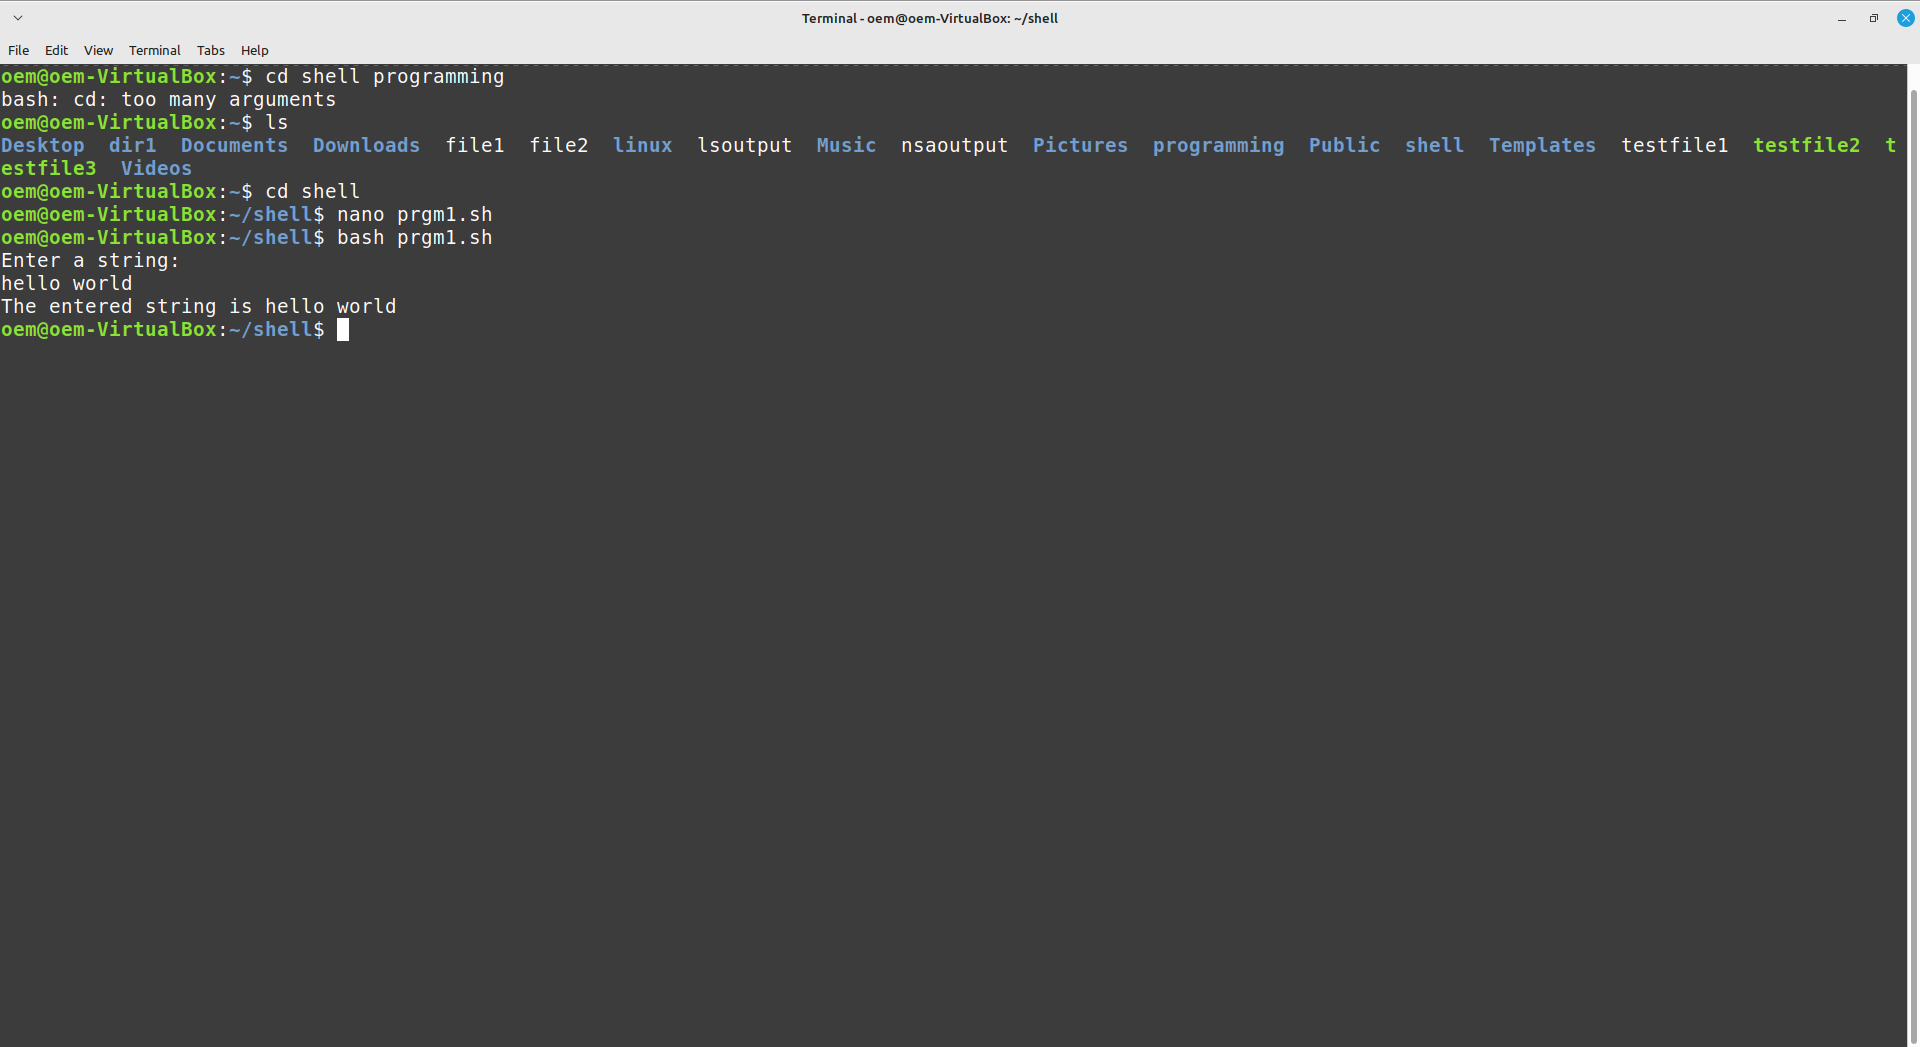 Terminal - oem@oem-VirtualBox: ~/shell
File Edit View Terminal Tabs Help
oem@oem-VirtualBox:~$ cd shell programming
bash: cd: too many arguments
oem@oem-VirtualBox:~$ ls
Desktop  dir1  Documents  Downloads  file1  file2  linux  lsoutput  Music  nsaoutput  Pictures  programming  Public  shell  Templates  testfile1  testfile2  t
estfile3  Videos
oem@oem-VirtualBox:~$ cd shell
oem@oem-VirtualBox:~/shell$ nano prgm1.sh
oem@oem-VirtualBox:~/shell$ bash prgm1.sh
Enter a string:
hello world
The entered string is hello world
oem@oem-VirtualBox:~/shell$